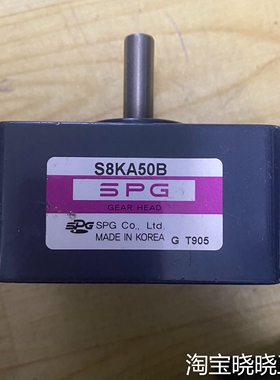 S8KA50B
SPG
GEAR HEAD
SPG SPG Co., Ltd.
MADE IN KOREA G T905
淘宝晓晓